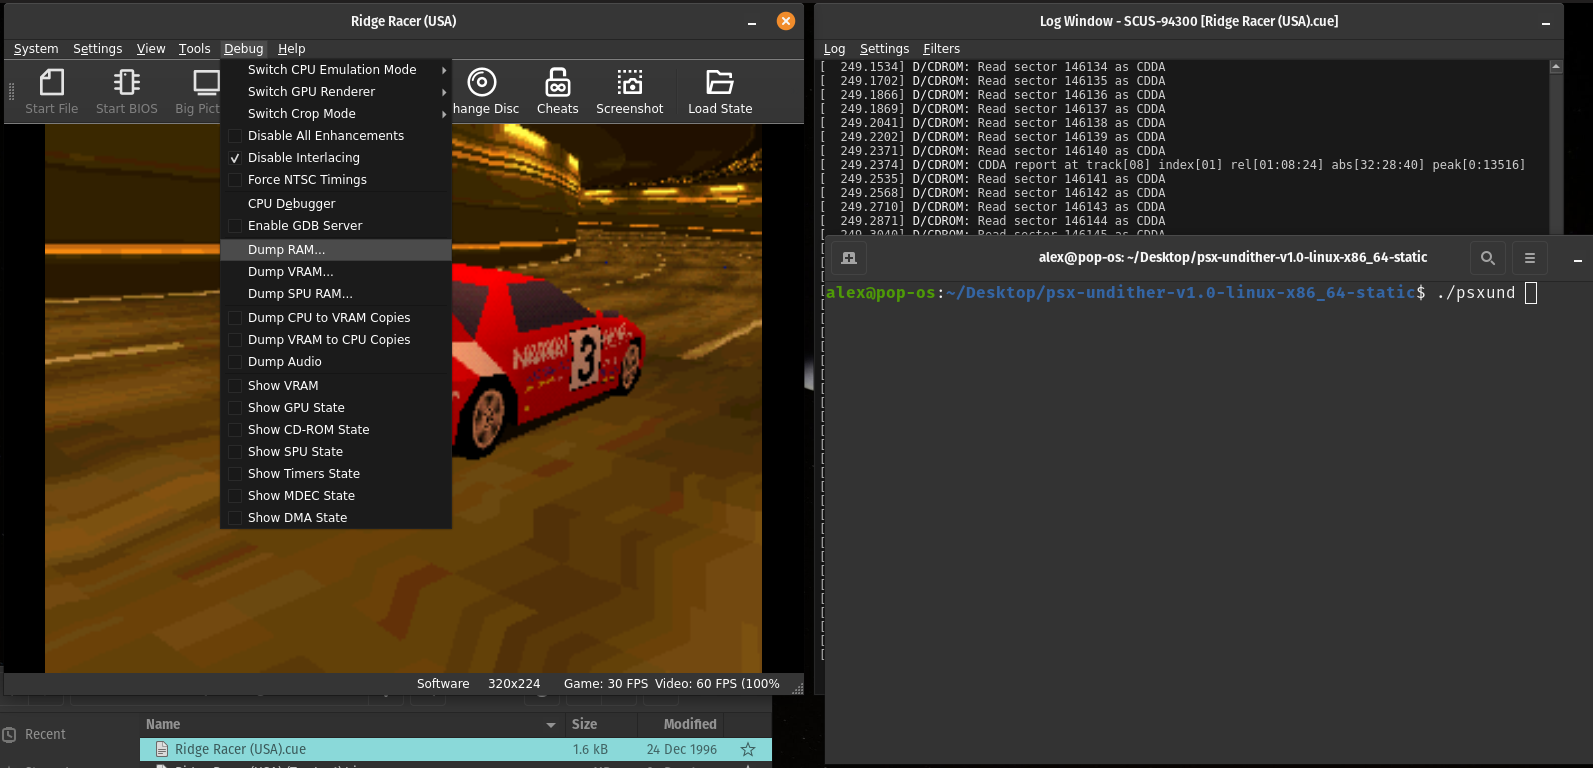 Ridge Racer (USA)
System Settings View Tools Debug Help
Start File Start BIOS Big Pict hange Disc Cheats Screenshot Load State
Switch CPU Emulation Mode
Switch GPU Renderer
Switch Crop Mode
Disable All Enhancements
Disable Interlacing
Force NTSC Timings
CPU Debugger
Enable GDB Server
Dump RAM...
Dump VRAM...
Dump SPU RAM...
Dump CPU to VRAM Copies
Dump VRAM to CPU Copies
Dump Audio
Show VRAM
Show GPU State
Show CD-ROM State
Show SPU State
Show Timers State
Show MDEC State
Show DMA State
3
Software 320x224 Game: 30 FPS Video: 60 FPS (100%
Recent
Name Size Modified
Ridge Racer (USA).cue 1.6 kB 24 Dec 1996
Log Window - SCUS-94300 [Ridge Racer (USA).cue]
Log Settings Filters
[ 249.1534] D/CDROM: Read sector 146134 as CDDA
[ 249.1702] D/CDROM: Read sector 146135 as CDDA
[ 249.1866] D/CDROM: Read sector 146136 as CDDA
[ 249.1869] D/CDROM: Read sector 146137 as CDDA
[ 249.2041] D/CDROM: Read sector 146138 as CDDA
[ 249.2202] D/CDROM: Read sector 146139 as CDDA
[ 249.2371] D/CDROM: Read sector 146140 as CDDA
[ 249.2374] D/CDROM: CDDA report at track[08] index[01] rel[01:08:24] abs[32:28:40] peak[0:13516]
[ 249.2535] D/CDROM: Read sector 146141 as CDDA
[ 249.2568] D/CDROM: Read sector 146142 as CDDA
[ 249.2710] D/CDROM: Read sector 146143 as CDDA
[ 249.2871] D/CDROM: Read sector 146144 as CDDA
[ 249.3040] D/CDROM: Read sector 146145 as CDDA
alex@pop-os: ~/Desktop/psx-undither-v1.0-linux-x86_64-static
alex@pop-os:~/Desktop/psx-undither-v1.0-linux-x86_64-static$ ./psxund